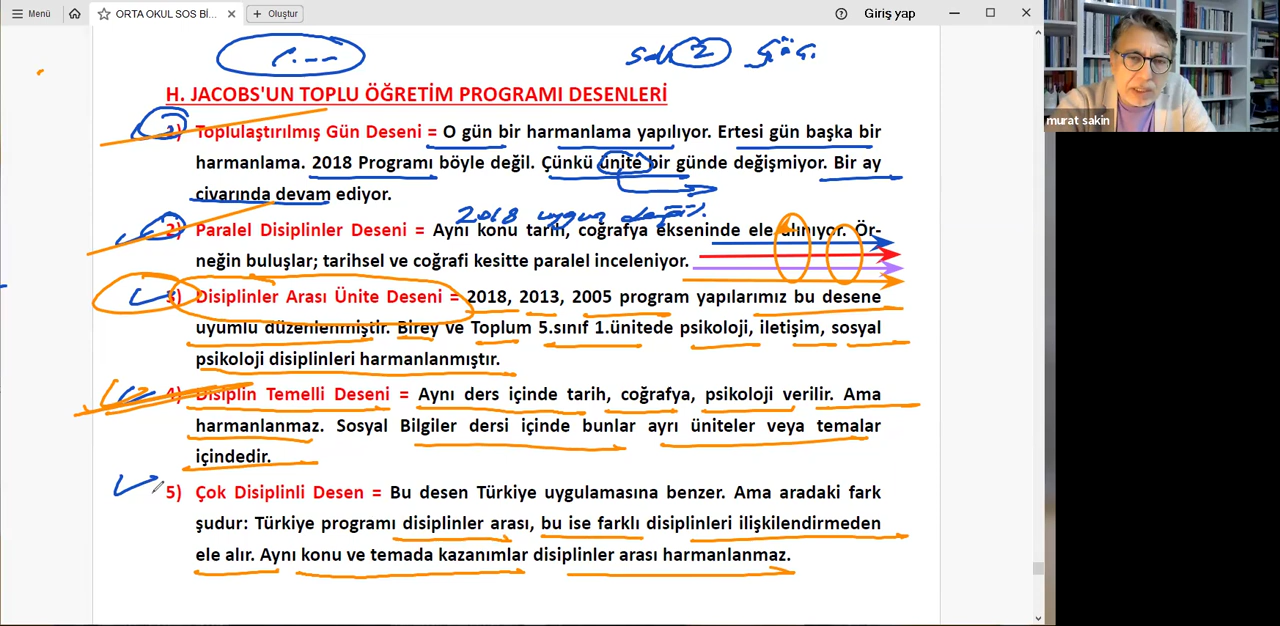 Menü
ORTA OKUL SOS Bİ...
Oluştur
Giriş yap
H. JACOBS'UN TOPLU ÖĞRETİM PROGRAMI DESENLERİ
1) Toplulaştırılmış Gün Deseni = O gün bir harmanlama yapılıyor. Ertesi gün başka bir
harmanlama. 2018 Programı böyle değil. Çünkü ünite bir günde değişmiyor. Bir ay
civarında devam ediyor.
2018 uygun değil.
2) Paralel Disiplinler Deseni = Aynı konu tarih, coğrafya ekseninde ele alınıyor. Ör-
neğin buluşlar; tarihsel ve coğrafi kesitte paralel inceleniyor.
3) Disiplinler Arası Ünite Deseni = 2018, 2013, 2005 program yapılarımız bu desene
uyumlu düzenlenmiştir. Birey ve Toplum 5.sınıf 1.ünitede psikoloji, iletişim, sosyal
psikoloji disiplinleri harmanlanmıştır.
4) Disiplin Temelli Deseni = Aynı ders içinde tarih, coğrafya, psikoloji verilir. Ama
harmanlanmaz. Sosyal Bilgiler dersi içinde bunlar ayrı üniteler veya temalar
içindedir.
5) Çok Disiplinli Desen = Bu desen Türkiye uygulamasına benzer. Ama aradaki fark
şudur: Türkiye programı disiplinler arası, bu ise farklı disiplinleri ilişkilendirmeden
ele alır. Aynı konu ve temada kazanımlar disiplinler arası harmanlanmaz.
murat sakin